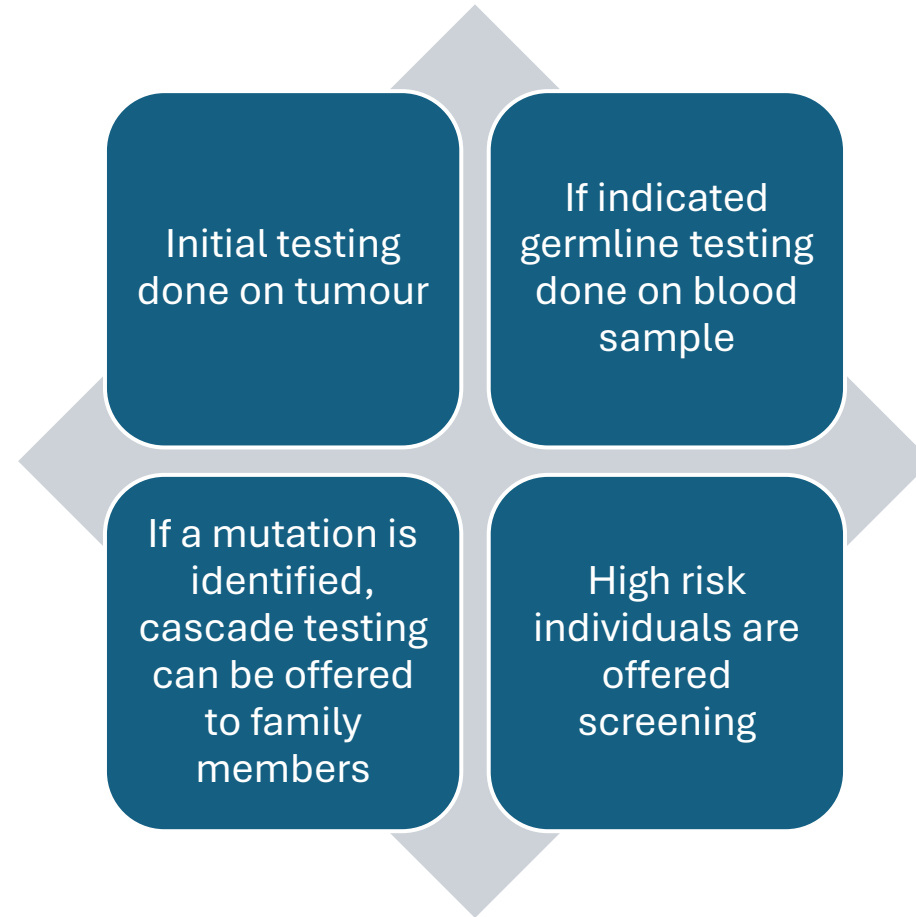 Initial testing
done on tumour
If indicated
germline testing
done on blood
sample
If a mutation is
identified,
cascade testing
can be offered
to family
members
High risk
individuals are
offered
screening